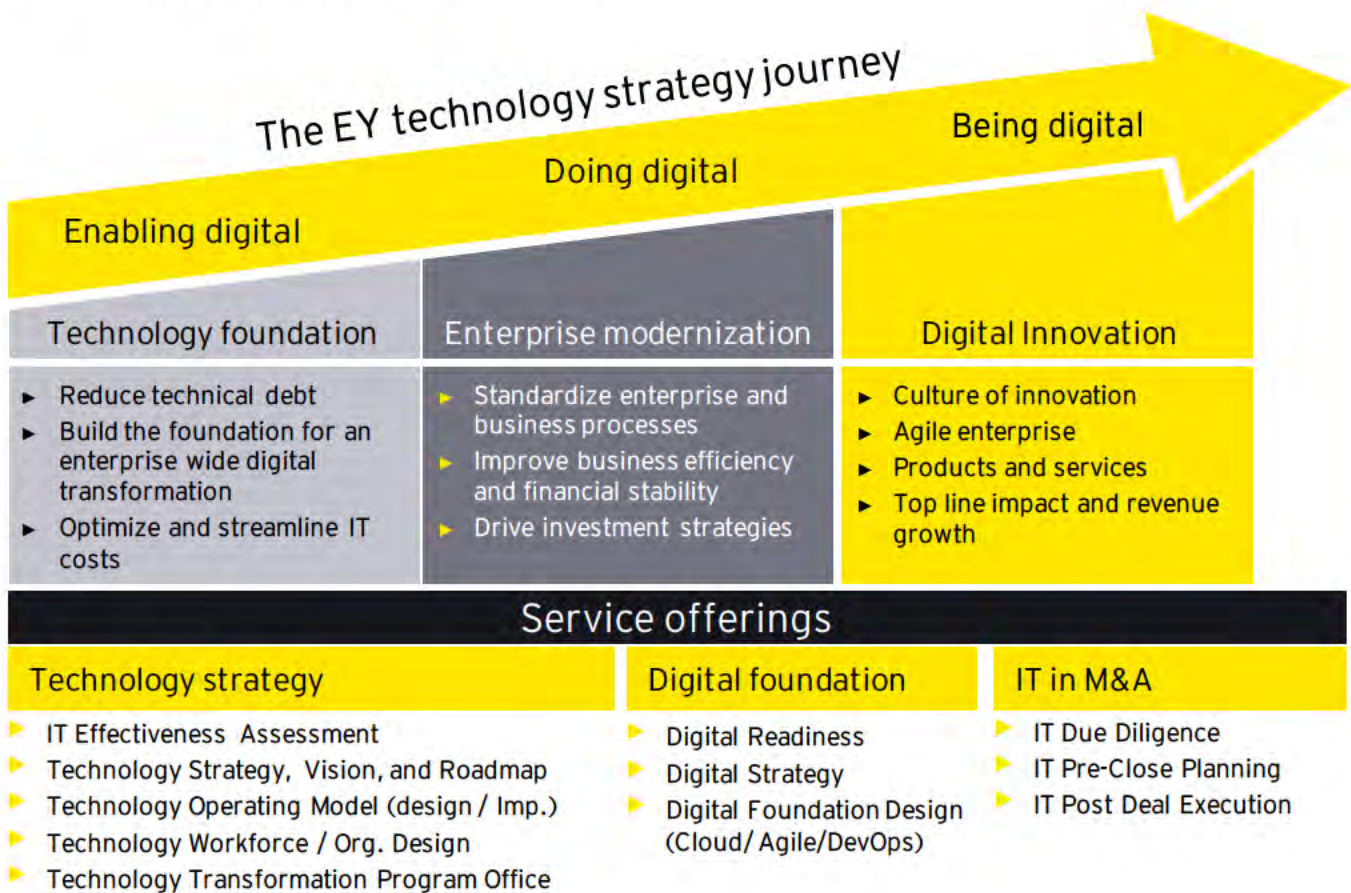 The EY technology strategy journey
Enabling digital
Doing digital
Being digital
Technology foundation
► Reduce technical debt
► Build the foundation for an
enterprise wide digital
transformation
► Optimize and streamline IT
costs
Enterprise modernization
► Standardize enterprise and
business processes
► Improve business efficiency
and financial stability
► Drive investment strategies
Digital Innovation
► Culture of innovation
► Agile enterprise
► Products and services
► Top line impact and revenue
growth
Service offerings
Technology strategy
► IT Effectiveness Assessment
► Technology Strategy, Vision, and Roadmap
► Technology Operating Model (design / Imp.)
► Technology Workforce / Org. Design
► Technology Transformation Program Office
Digital foundation
► Digital Readiness
► Digital Strategy
► Digital Foundation Design
(Cloud/ Agile/DevOps)
IT in M&A
► IT Due Diligence
► IT Pre-Close Planning
► IT Post Deal Execution